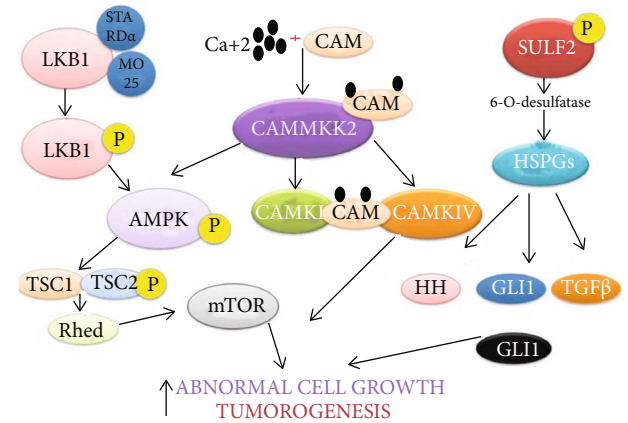 STA
RDα
LKB1
MO
25
Ca+2
+
CAM
SULF2
P
CAM
6-O-desulfatase
CAMMKK2
LKB1
P
HSPGs
AMPK
P
CAMKI
CAM
CAMKIV
TSC1
TSC2
P
HH
GLI1
TGFβ
Rhed
mTOR
GLI1
ABNORMAL CELL GROWTH
TUMOROGENESIS